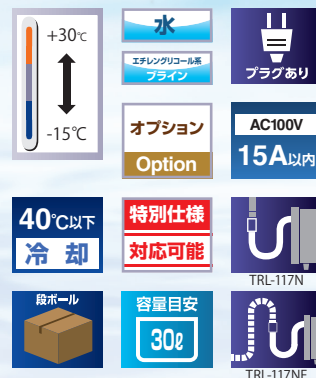 +30℃
-15℃
水
エチレングリコール系
ブライン
プラグあり
オプション
Option
AC100V
15A以内
40℃以下
冷却
特別仕様
対応可能
TRL-117N
段ボール
容量目安
30ℓ
TRL-117NF